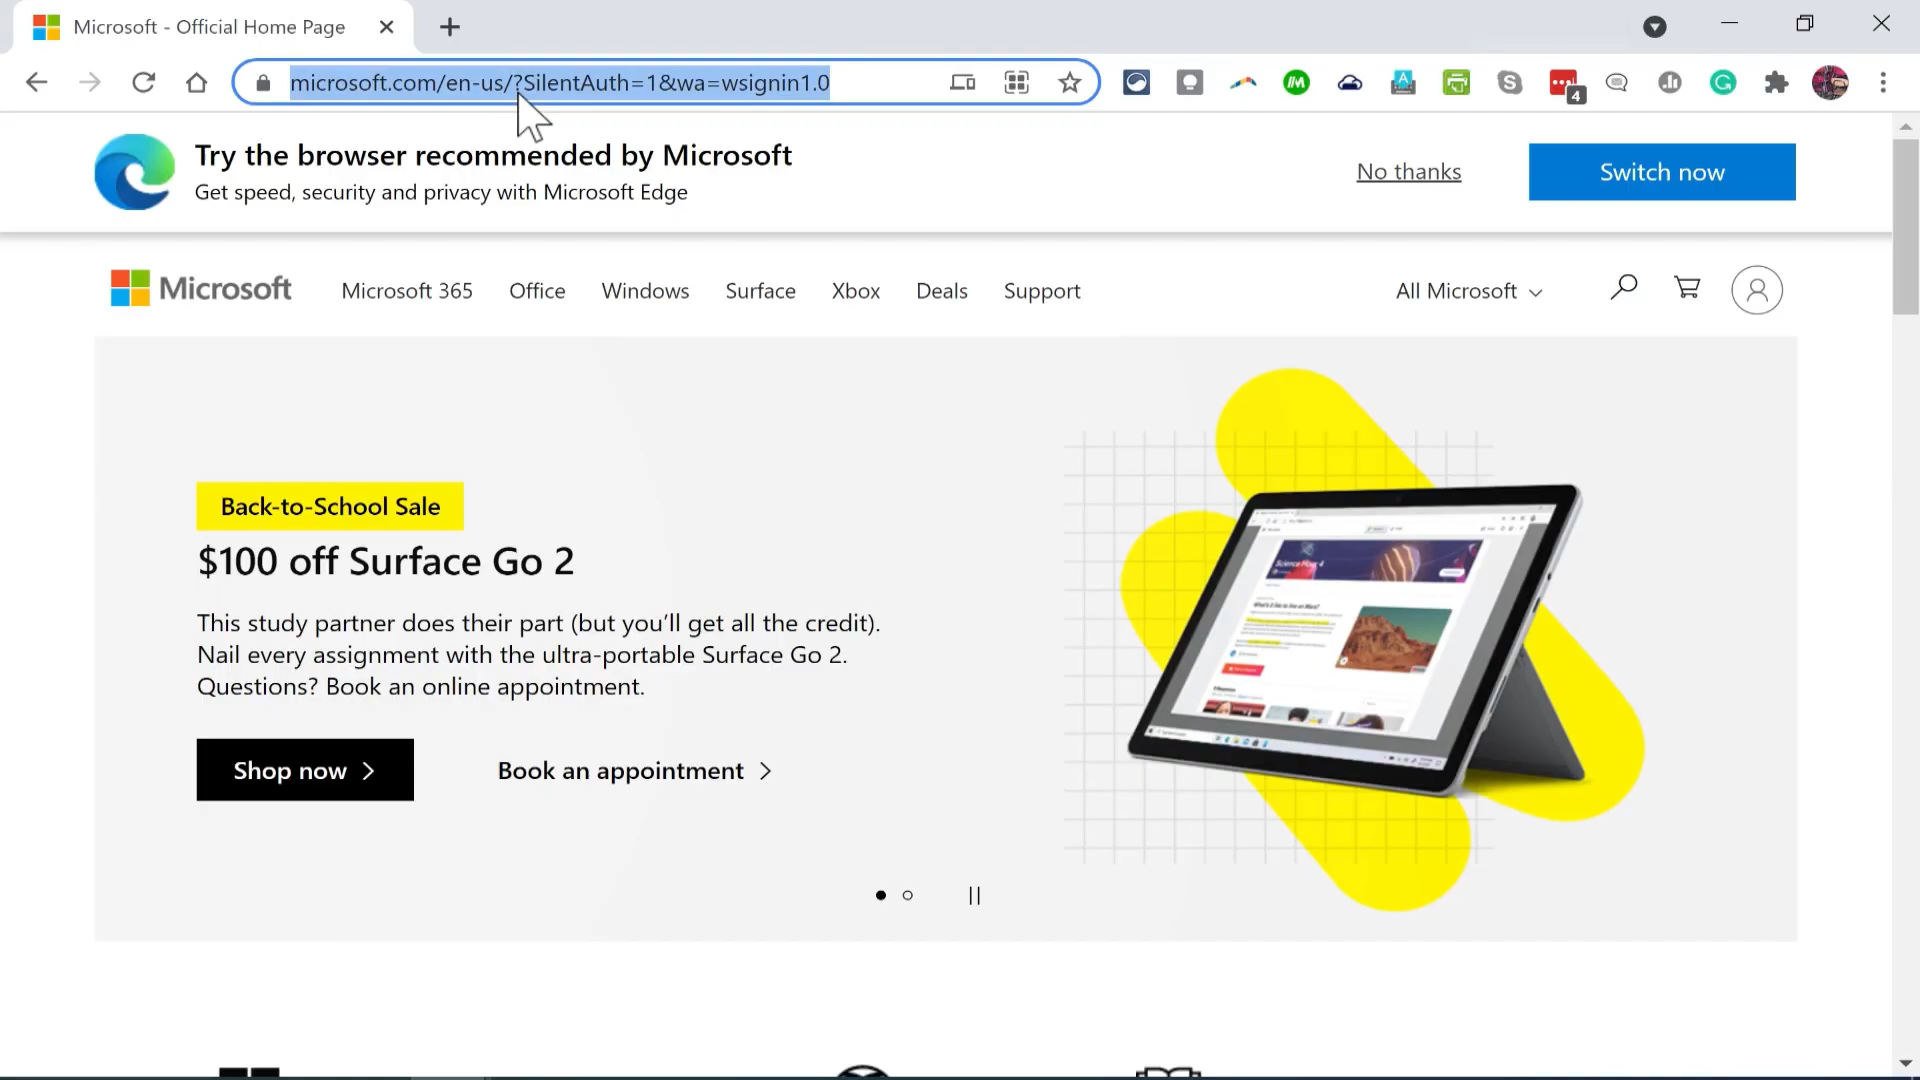 Microsoft - Official Home Page
microsoft.com/en-us/?SilentAuth=1&wa=wsignin1.0
4
Try the browser recommended by Microsoft
Get speed, security and privacy with Microsoft Edge
No thanks
Switch now
Microsoft
Microsoft 365
Office
Windows
Surface
Xbox
Deals
Support
All Microsoft
Back-to-School Sale
$100 off Surface Go 2
This study partner does their part (but you’ll get all the credit).
Nail every assignment with the ultra-portable Surface Go 2.
Questions? Book an online appointment.
Shop now
Book an appointment